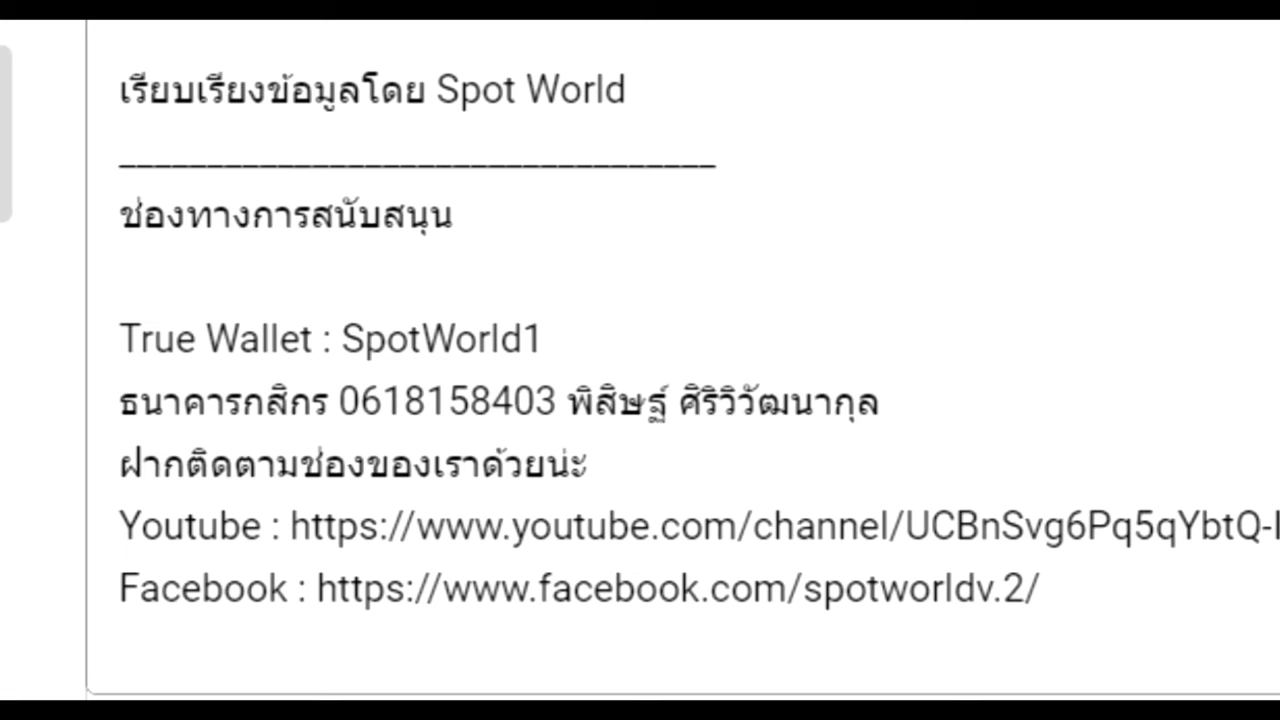 เรียบเรียงข้อมูลโดย Spot World
__________________________________
ช่องทางการสนับสนุน
True Wallet : SpotWorld1
ธนาคารกสิกร 0618158403 พิสิษฐ์ ศิริวิวัฒนากุล
ฝากติดตามช่องของเราด้วยน่ะ
Youtube : https://www.youtube.com/channel/UCBnSvg6Pq5qYbtQ-
Facebook : https://www.facebook.com/spotworldv.2/